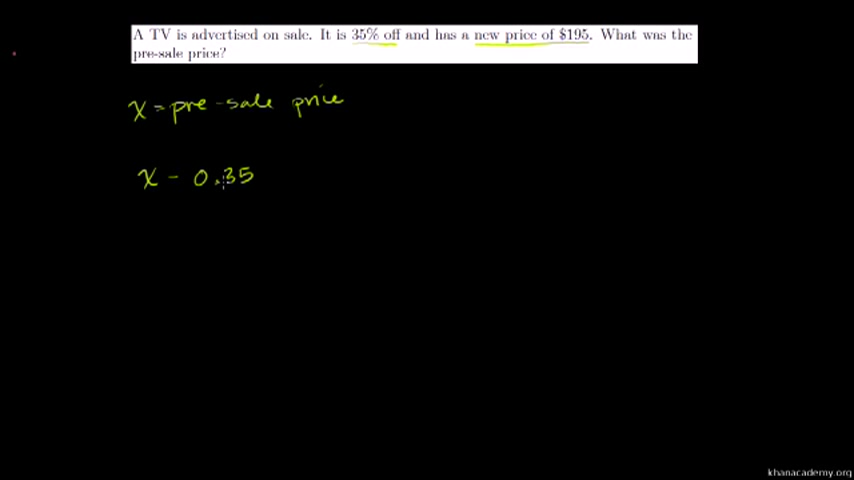 A TV is advertised on sale. It is 35% off and has a new price of $195. What was the
pre-sale price?
x = pre-sale price
x - 0.35
khanacademy.org